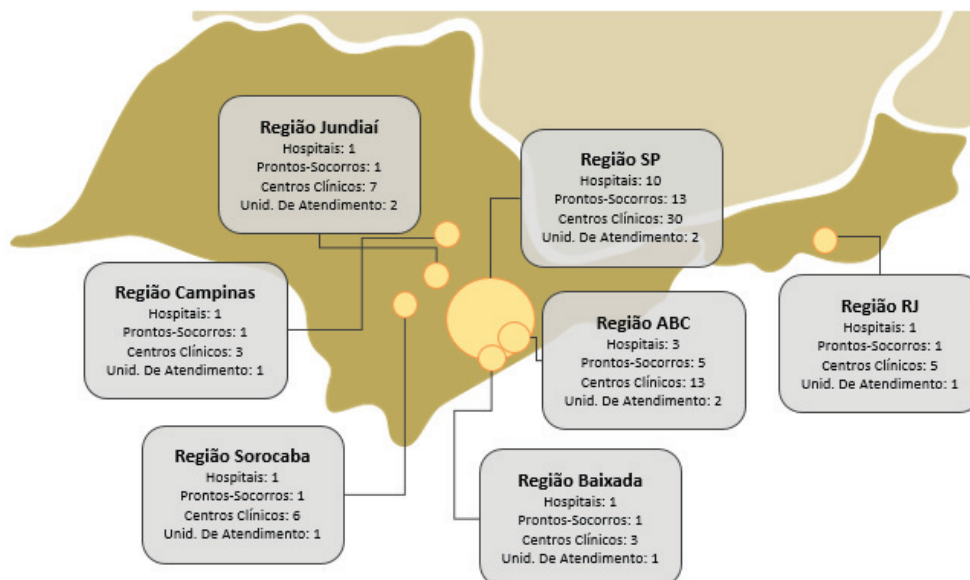 Região Jundiaí
Hospitais: 1
Prontos-Socorros: 1
Centros Clínicos: 7
Unid. De Atendimento: 2
Região SP
Hospitais: 10
Prontos-Socorros: 13
Centros Clínicos: 30
Unid. De Atendimento: 2
Região Campinas
Hospitais: 1
Prontos-Socorros: 1
Centros Clínicos: 3
Unid. De Atendimento: 1
Região ABC
Hospitais: 3
Prontos-Socorros: 5
Centros Clínicos: 13
Unid. De Atendimento: 2
Região RJ
Hospitais: 1
Prontos-Socorros: 1
Centros Clínicos: 5
Unid. De Atendimento: 1
Região Sorocaba
Hospitais: 1
Prontos-Socorros: 1
Centros Clínicos: 6
Unid. De Atendimento: 1
Região Baixada
Hospitais: 1
Prontos-Socorros: 1
Centros Clínicos: 3
Unid. De Atendimento: 1